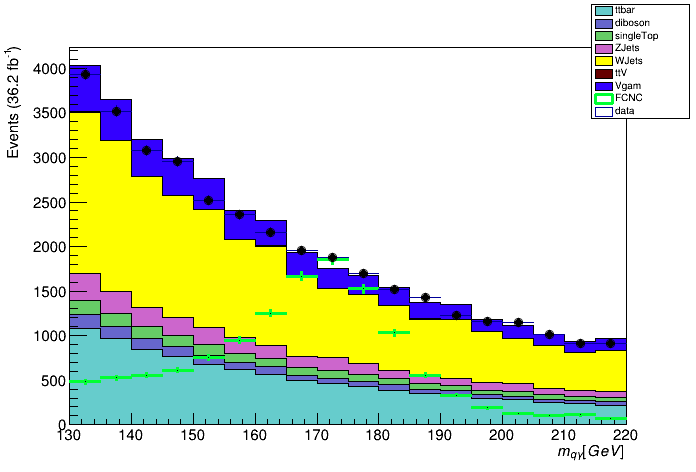 ttbar
diboson
singleTop
ZJets
WJets
ttV
Vgam
FCNC
data
Events (36.2 fb⁻¹)
4000
3500
3000
2500
2000
1500
1000
500
0
130 140 150 160 170 180 190 200 210 220
m_qγ[GeV]